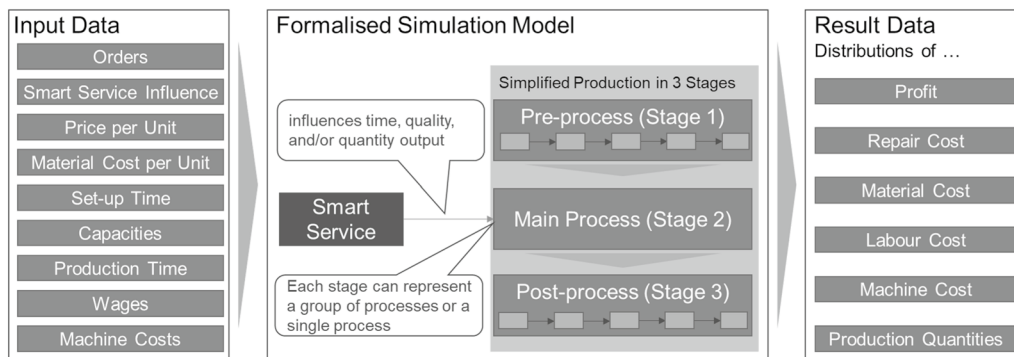 Input Data
Orders
Smart Service Influence
Price per Unit
Material Cost per Unit
Set-up Time
Capacities
Production Time
Wages
Machine Costs
Formalised Simulation Model
Simplified Production in 3 Stages
Pre-process (Stage 1)
influences time, quality,
and/or quantity output
Smart
Service
Main Process (Stage 2)
Each stage can represent
a group of processes or a
single process
Post-process (Stage 3)
Result Data
Distributions of …
Profit
Repair Cost
Material Cost
Labour Cost
Machine Cost
Production Quantities